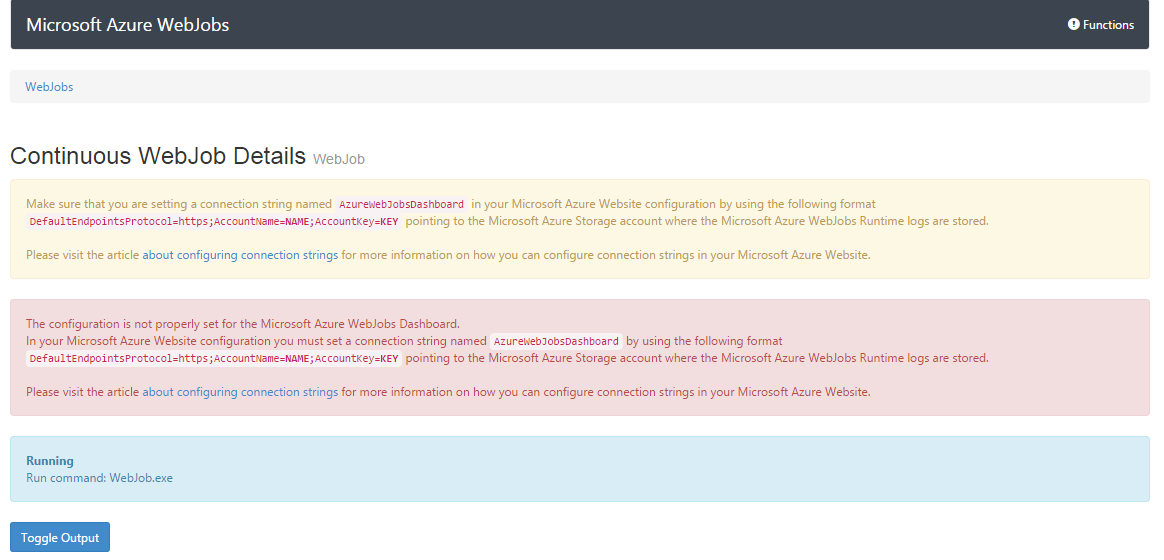 Microsoft Azure WebJobs
Functions
WebJobs
Continuous WebJob Details WebJob
Make sure that you are setting a connection string named AzureWebJobsDashboard in your Microsoft Azure Website configuration by using the following format
DefaultEndpointsProtocol=https;AccountName=NAME;AccountKey=KEY pointing to the Microsoft Azure Storage account where the Microsoft Azure WebJobs Runtime logs are stored.
Please visit the article about configuring connection strings for more information on how you can configure connection strings in your Microsoft Azure Website.
The configuration is not properly set for the Microsoft Azure WebJobs Dashboard.
In your Microsoft Azure Website configuration you must set a connection string named AzureWebJobsDashboard by using the following format
DefaultEndpointsProtocol=https;AccountName=NAME;AccountKey=KEY pointing to the Microsoft Azure Storage account where the Microsoft Azure WebJobs Runtime logs are stored.
Please visit the article about configuring connection strings for more information on how you can configure connection strings in your Microsoft Azure Website.
Running
Run command: WebJob.exe
Toggle Output